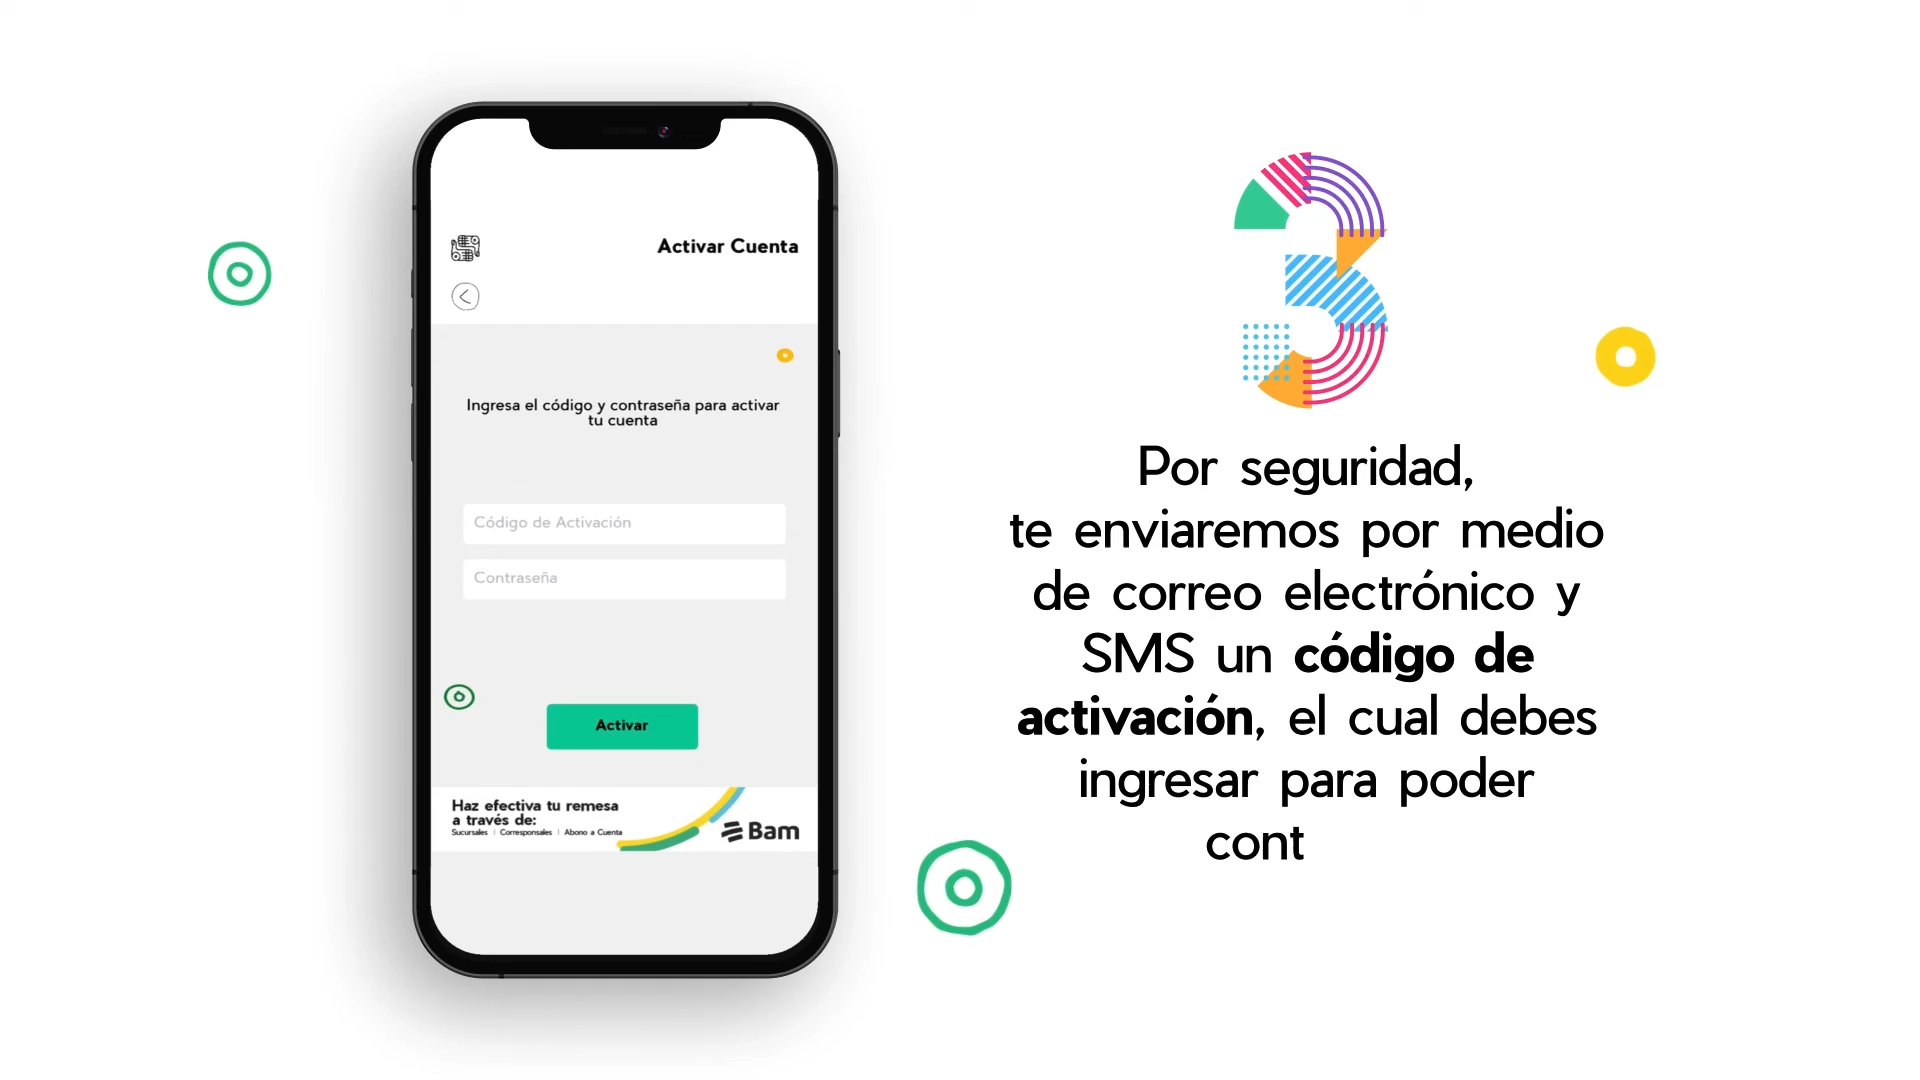 Activar Cuenta
Ingresa el código y contraseña para activar
tu cuenta
Código de Activación
Contraseña
Activar
Haz efectiva tu remesa
a través de:
Sucursales | Corresponsales | Abono a Cuenta
Bam
3
Por seguridad,
te enviaremos por medio
de correo electrónico y
SMS un código de
activación, el cual debes
ingresar para poder
cont